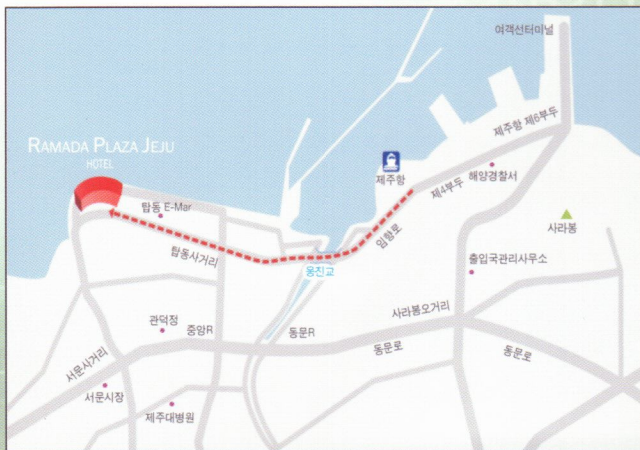 여객선터미널
제주항 제6부두
RAMADA PLAZA JEJU
HOTEL
제주항
해양경찰서
제4부두
탑동 E-Mar
사라봉
임항로
탑동사거리
출입국관리사무소
웅진교
사라봉오거리
관덕정
중앙R
동문R
동문로
동문로
서문사거리
서문시장
제주대병원